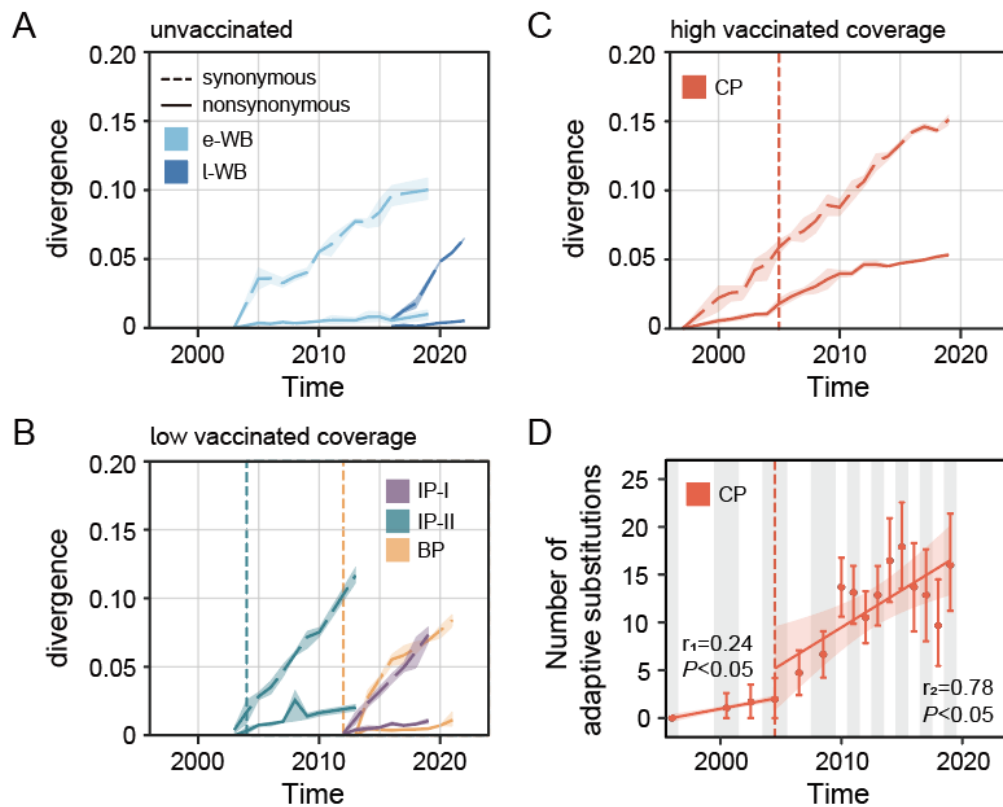 A
unvaccinated
synonymous
nonsynonymous
e-WB
l-WB
divergence
0.20
0.15
0.10
0.05
0
2000 2010 2020
Time
C
high vaccinated coverage
CP
divergence
0.20
0.15
0.10
0.05
0
2000 2010 2020
Time
B
low vaccinated coverage
IP-I
IP-II
BP
divergence
0.20
0.15
0.10
0.05
0
2000 2010 2020
Time
D
CP
Number of
adaptive substitutions
25
20
15
10
5
0
r₁=0.24
P<0.05
r₂=0.78
P<0.05
2000 2010 2020
Time